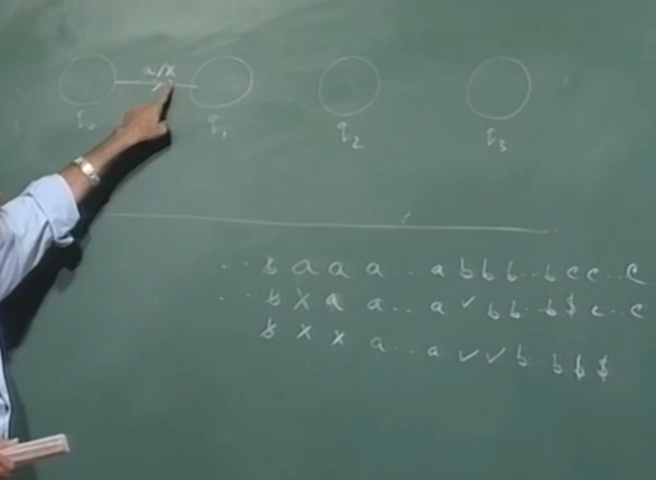 a/X
q₀ q₁ q₂ q₃
.. ƀ a a a .. a b b b .. b c c .. c
.. ƀ X a a .. a ✓ b b .. b $ c .. c
ƀ X X a .. a ✓ ✓ b .. b $ $